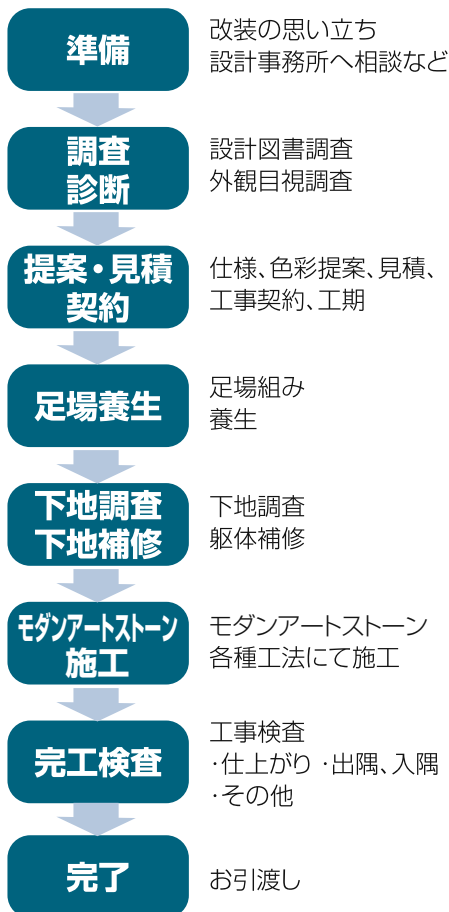 準備
改装の思い立ち
設計事務所へ相談など
調査
診断
設計図書調査
外観目視調査
提案・見積
契約
仕様、色彩提案、見積、
工事契約、工期
足場養生
足場組み
養生
下地調査
下地補修
下地調査
躯体補修
モダンアートストーン
施工
モダンアートストーン
各種工法にて施工
完工検査
工事検査
・仕上がり ・出隅、入隅
・その他
完了
お引渡し